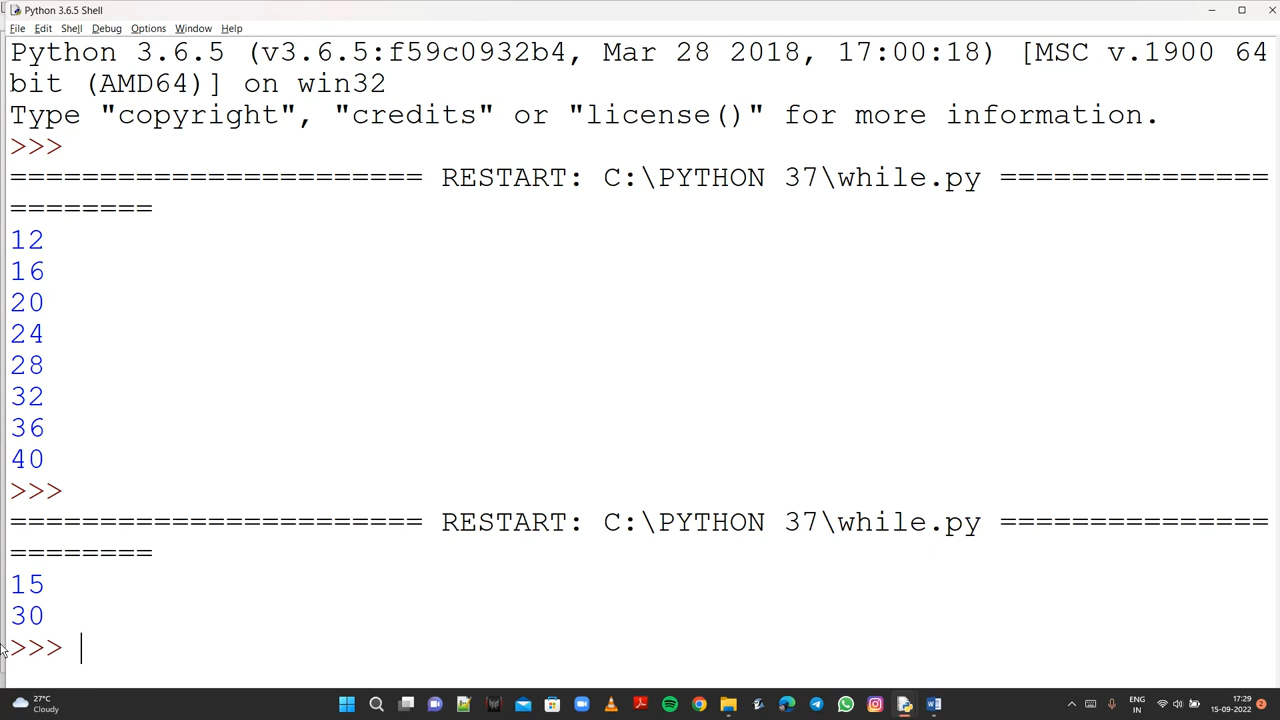 Python 3.6.5 Shell
File Edit Shell Debug Options Window Help
Python 3.6.5 (v3.6.5:f59c0932b4, Mar 28 2018, 17:00:18) [MSC v.1900 64
bit (AMD64)] on win32
Type "copyright", "credits" or "license()" for more information.
>>>
======================= RESTART: C:\PYTHON 37\while.py ===============
========
12
16
20
24
28
32
36
40
>>>
======================= RESTART: C:\PYTHON 37\while.py ===============
========
15
30
>>>
27°C
Cloudy
ENG
IN
17:29
15-09-2022
2